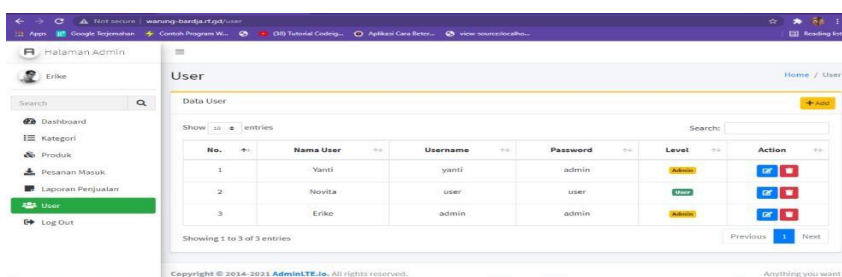 Not secure | warung-bardja.rf.gd/user
Apps Google Terjemahan Contoh Program W... (38) Tutorial Codeig... Aplikasi Cara Beter... view-source:localho... Reading list
Halaman Admin
Erike
User Home / User
Search
Data User Add
Dashboard
Show 10 entries Search:
Kategori
No. Nama User Username Password Level Action
Produk
1 Yanti yanti admin Admin
Pesanan Masuk
2 Novita user user User
Laporan Penjualan
User
3 Erike admin admin Admin
Log Out
Showing 1 to 3 of 3 entries Previous 1 Next
Copyright © 2014-2021 AdminLTE.io. All rights reserved. Anything you want